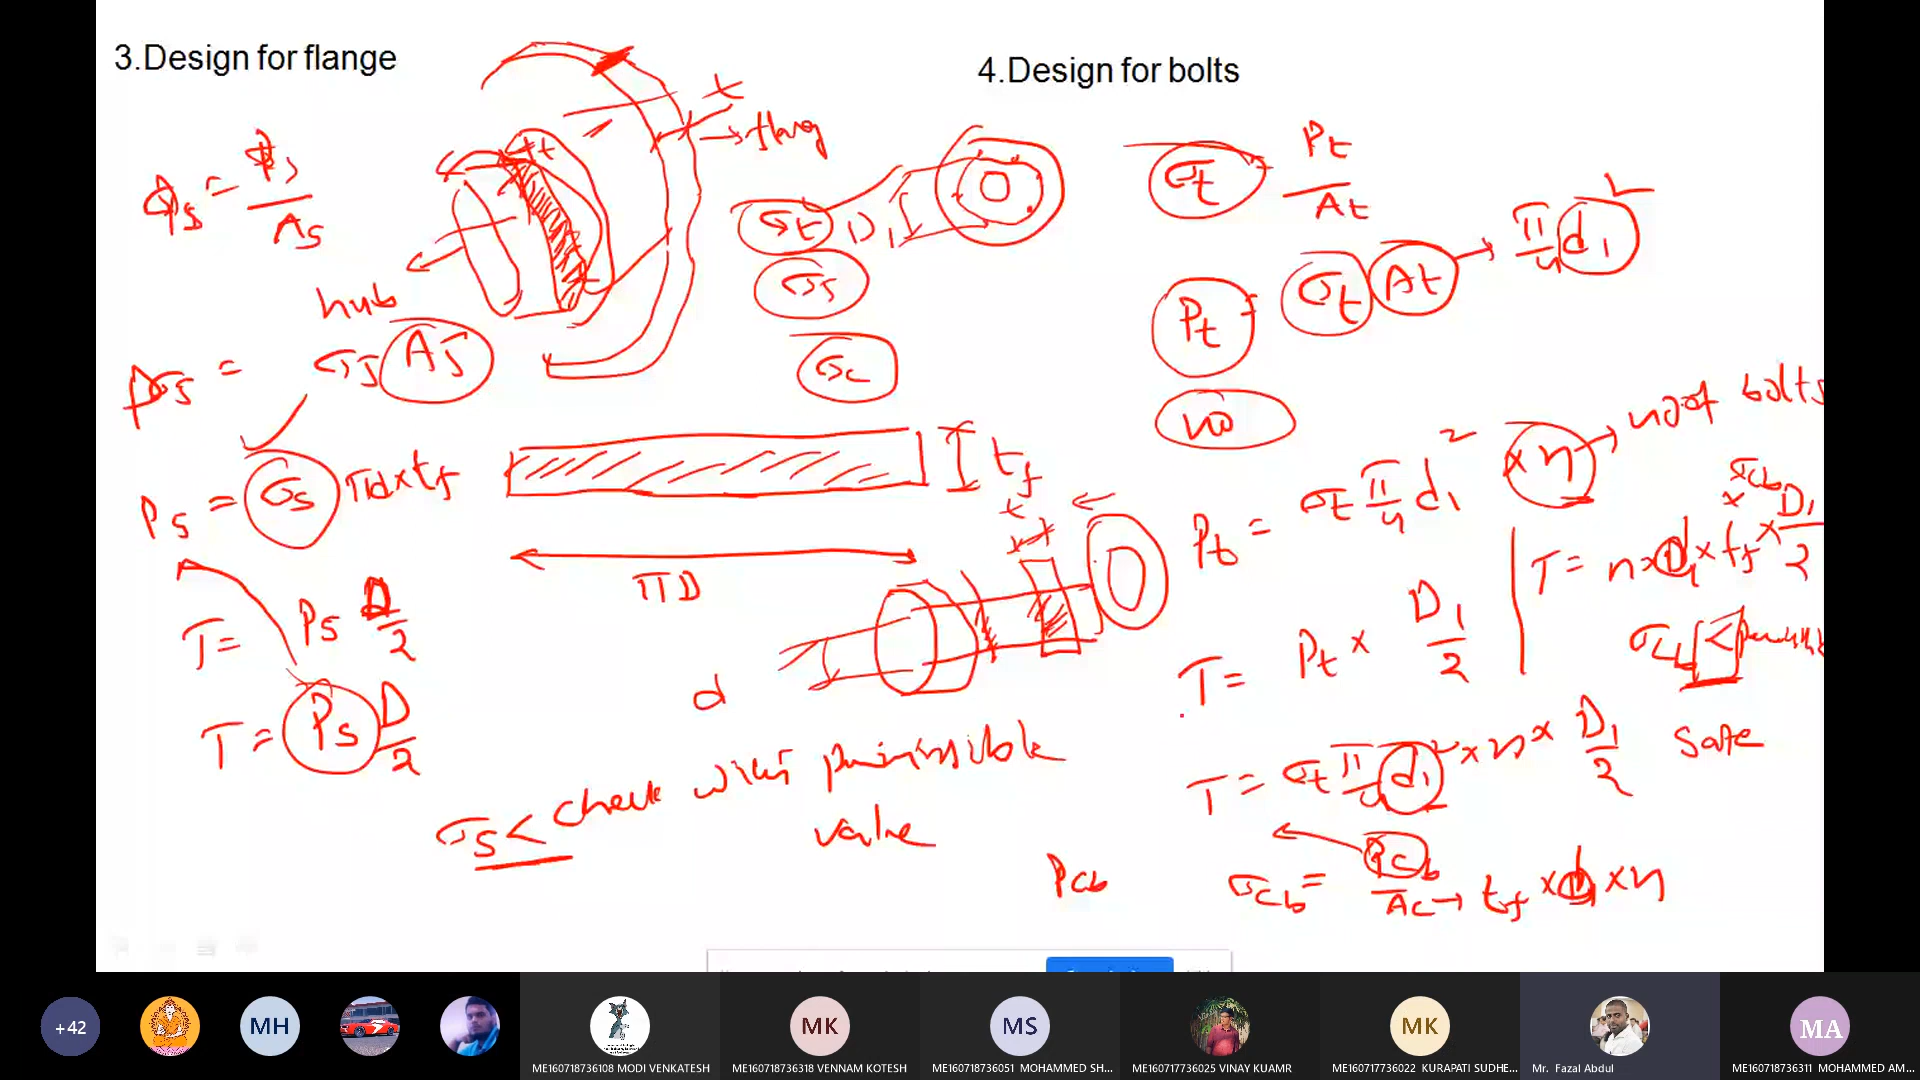 3.Design for flange
4.Design for bolts
t
hub
σt
D1
σs
σc
Ps = σs πd×tf
tf
πD
T = Ps D/2
T = Ps D/2
d
σs < check with permissible
value
σt = Pt/At
Pt = σt At → π/4 d1²
no
Pt = σt π/4 d1² × n → no of bolts
T = Pt × D1/2
T = n×d1×tf×D1/2
σcb
σcb <
Safe
T = σt π/4 d1² × n × D1/2
Pcb
σcb = Pcb/Ac → tf × d1 × n
+42
MH
MK
MS
MK
MA
ME160718736108 MODI VENKATESH
ME160718736318 VENNAM KOTESH
ME160718736051 MOHAMMED SH...
ME160717736025 VINAY KUAMR
ME160717736022 KURAPATI SUDHE...
Mr. Fazal Abdul
ME160718736311 MOHAMMED AM...